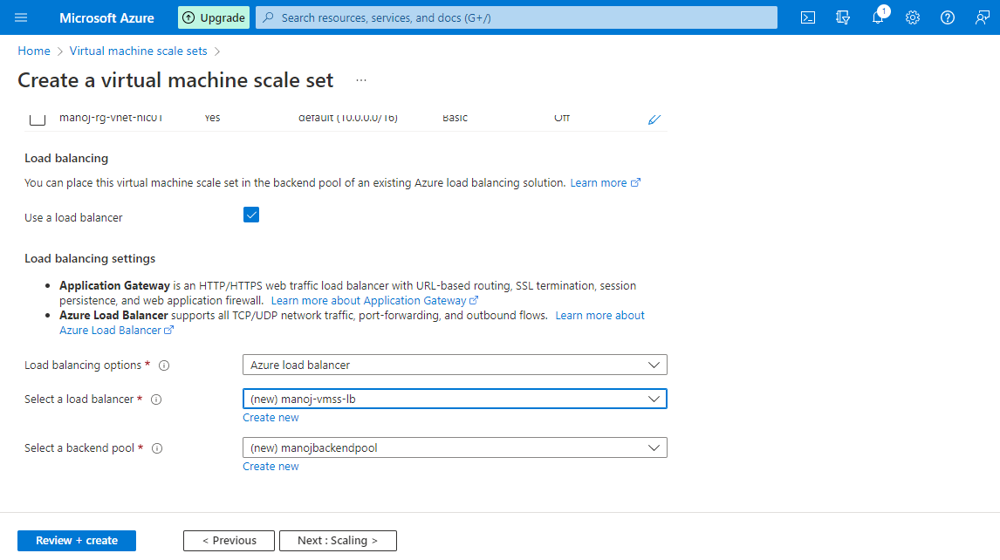 Microsoft Azure
Upgrade
Search resources, services, and docs (G+/)
1
Home > Virtual machine scale sets >
Create a virtual machine scale set ...
manoj-rg-vnet-nic01 Yes default (10.0.0.0/16) Basic Off
Load balancing
You can place this virtual machine scale set in the backend pool of an existing Azure load balancing solution. Learn more
Use a load balancer
Load balancing settings
• Application Gateway is an HTTP/HTTPS web traffic load balancer with URL-based routing, SSL termination, session
persistence, and web application firewall. Learn more about Application Gateway
• Azure Load Balancer supports all TCP/UDP network traffic, port-forwarding, and outbound flows. Learn more about
Azure Load Balancer
Load balancing options * Azure load balancer
Select a load balancer * (new) manoj-vmss-lb
Create new
Select a backend pool * (new) manojbackendpool
Create new
Review + create < Previous Next : Scaling >